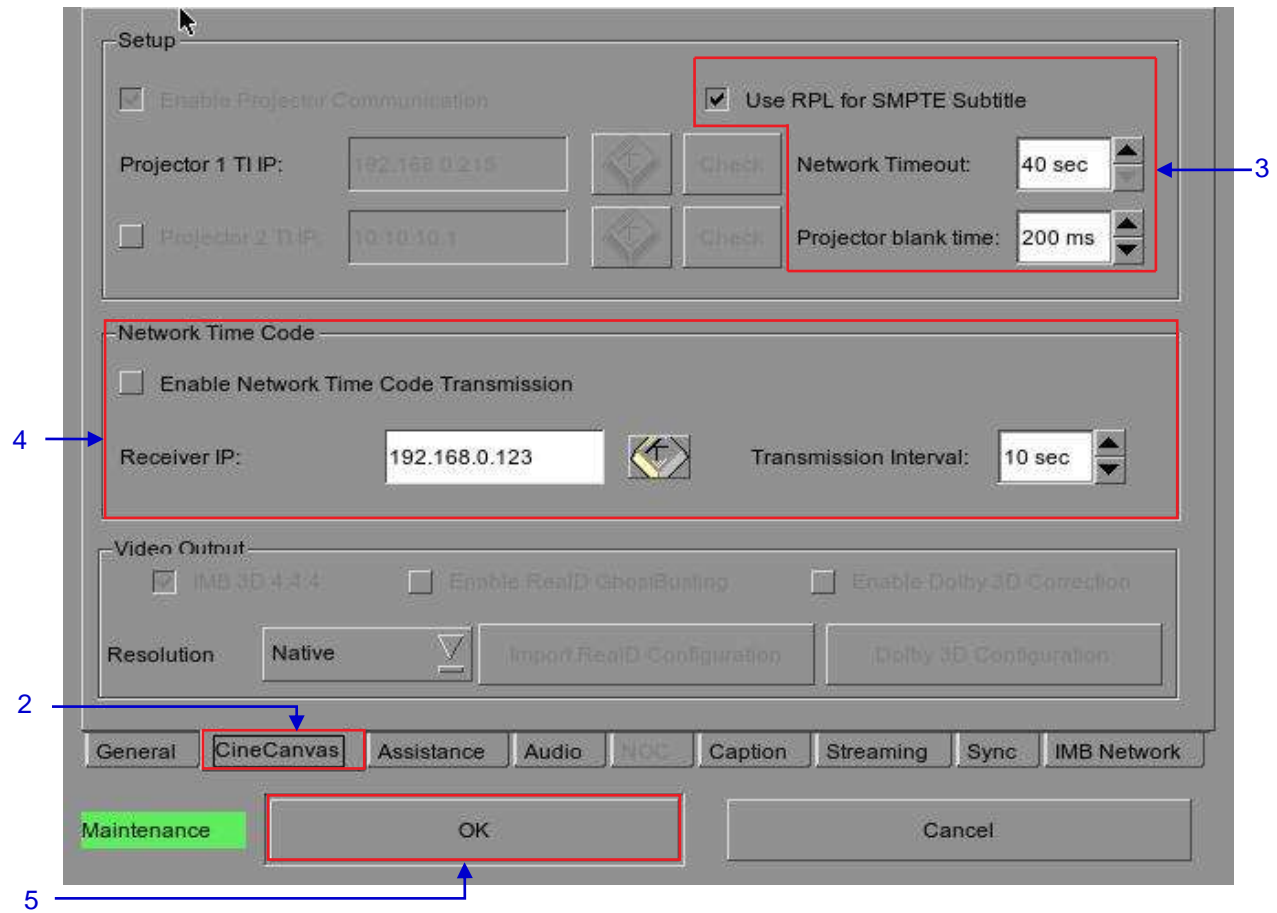 Setup
Enable Projector Communication
Use RPL for SMPTE Subtitle
Projector 1 TI IP: 192.168.0.215 Check Network Timeout: 40 sec
3
Projector 2 TI IP: 10.10.10.1 Check Projector blank time: 200 ms
Network Time Code
Enable Network Time Code Transmission
4
Receiver IP: 192.168.0.123 Transmission Interval: 10 sec
Video Output
IMB 3D 4:4:4 Enable RealD GhostBusting Enable Dolby 3D Correction
Resolution Native Import RealD Configuration Dolby 3D Configuration
2
General CineCanvas Assistance Audio NOC Caption Streaming Sync IMB Network
Maintenance OK Cancel
5